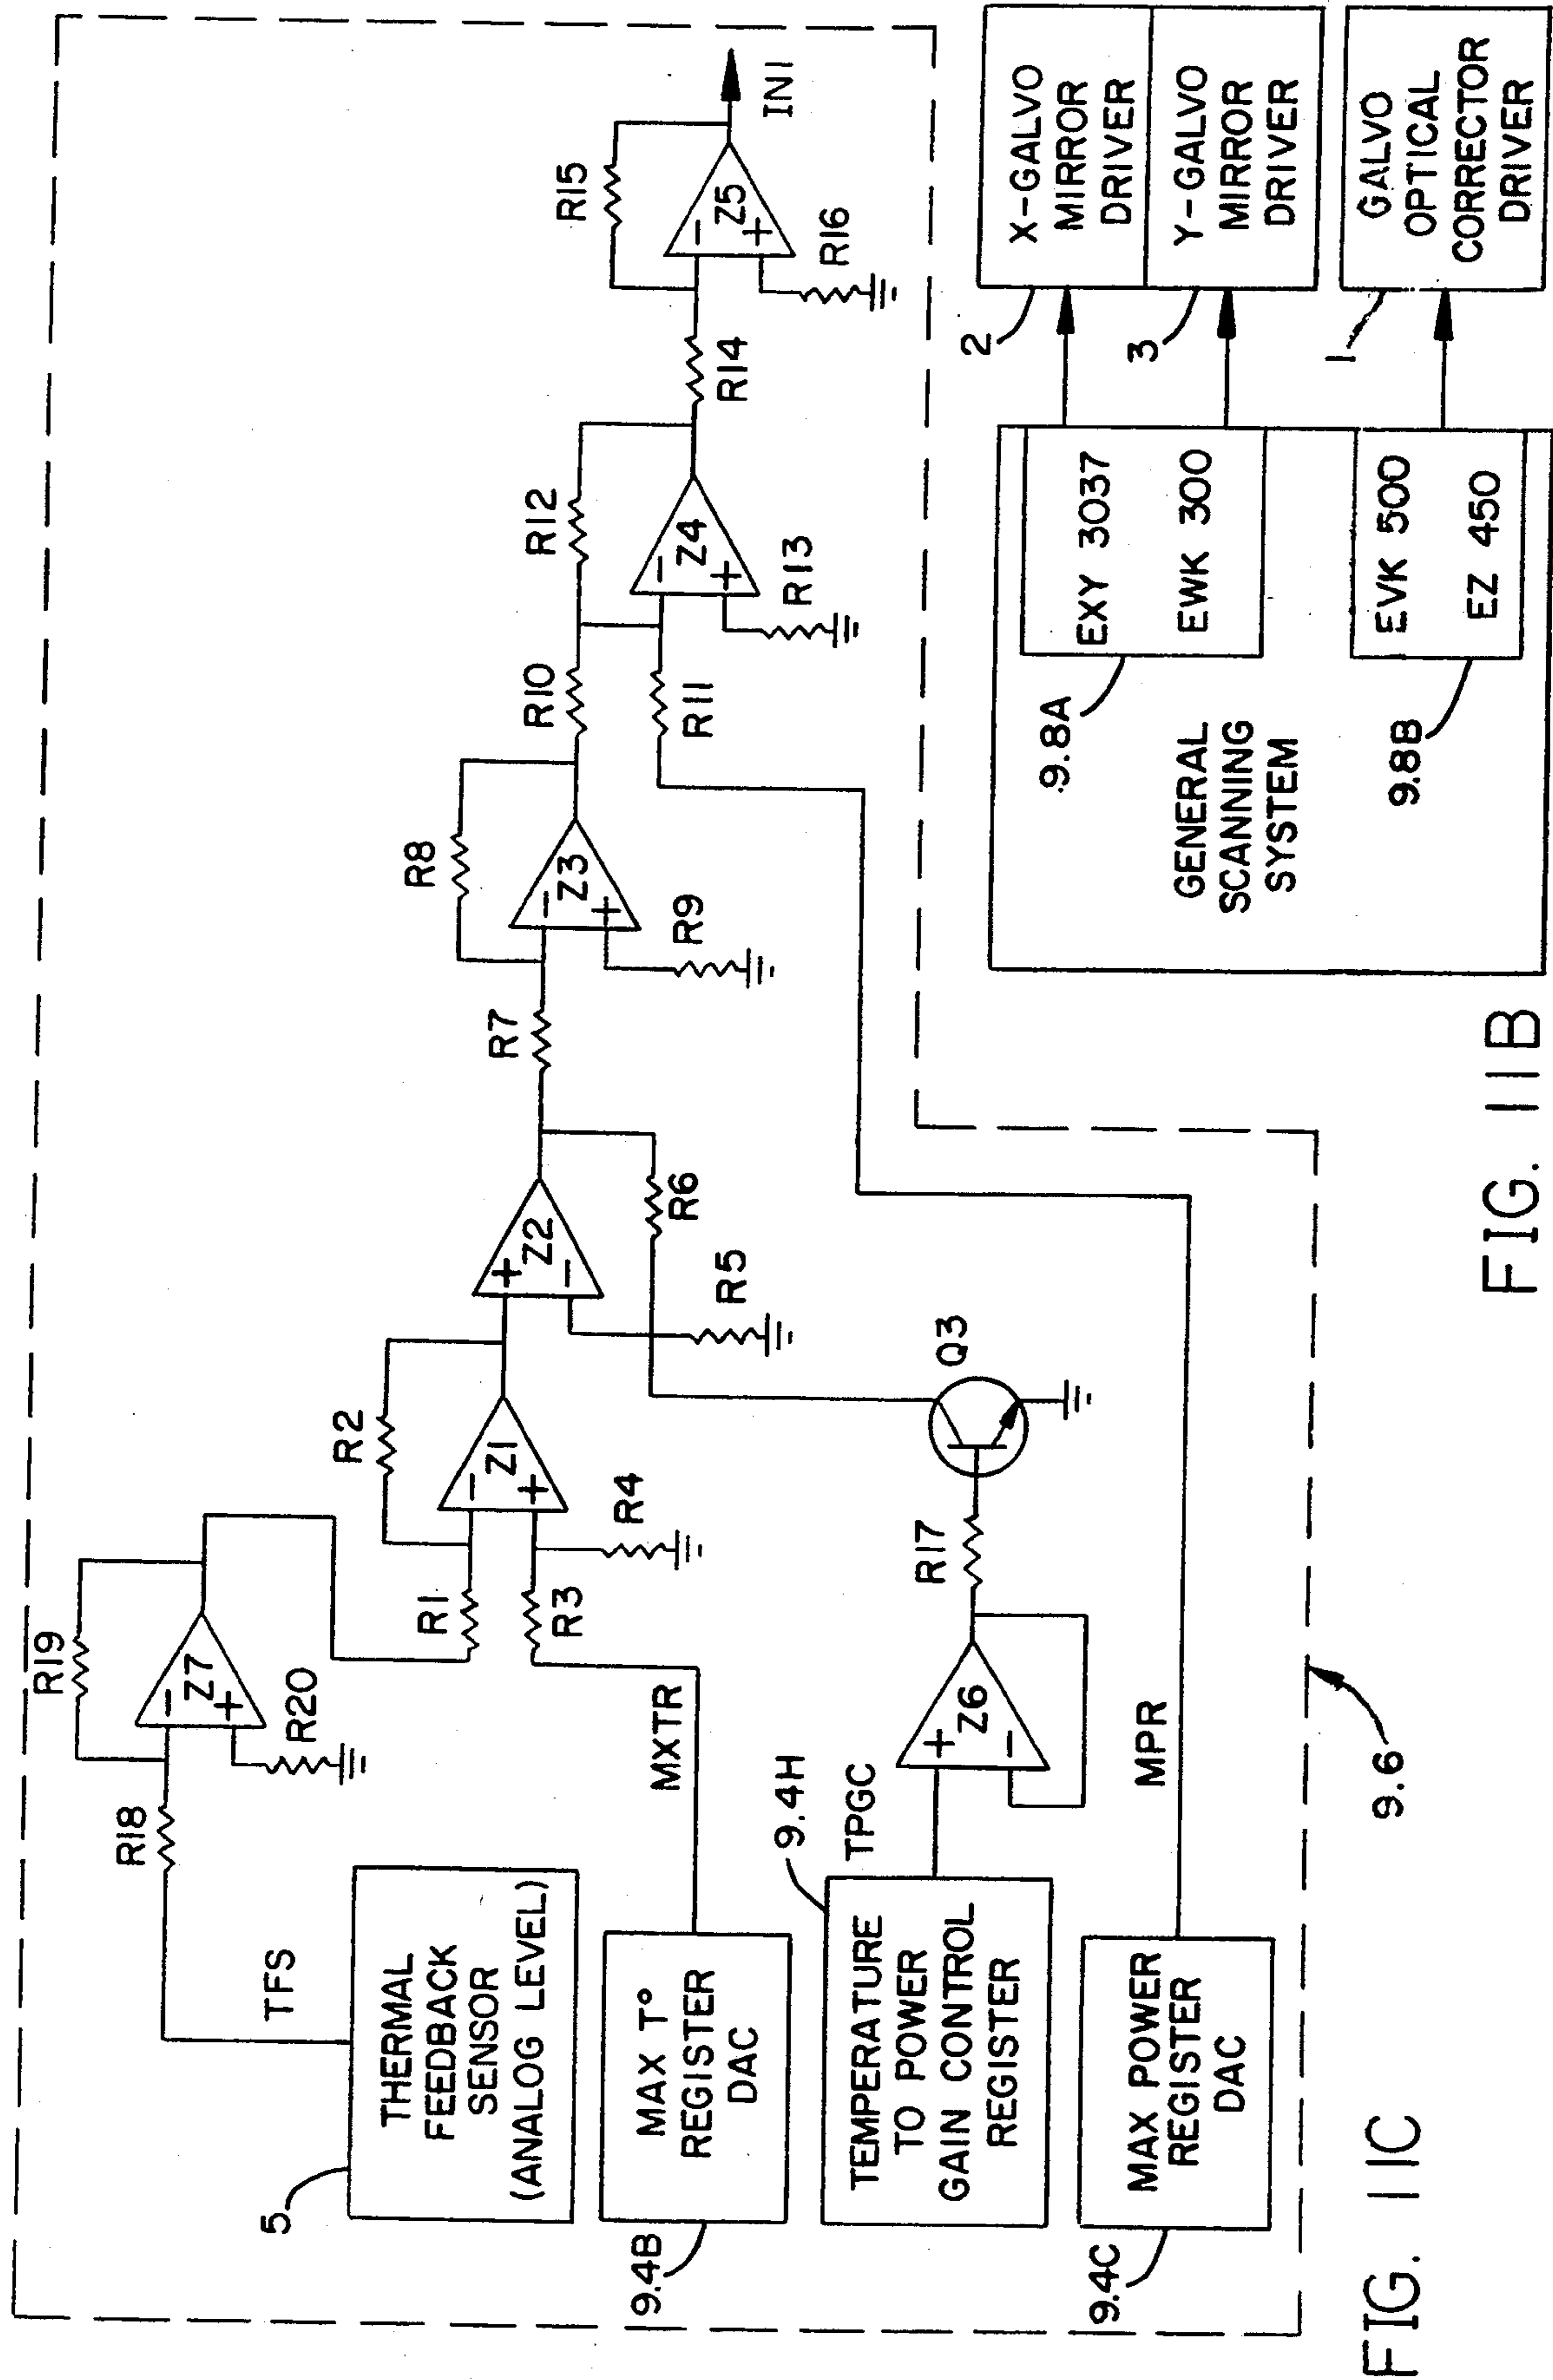 R19
Z7
R18
R20
TFS
THERMAL
FEEDBACK
SENSOR
(ANALOG LEVEL)
5
R2
R1
Z1
R3
R4
MXTR
MAX T°
REGISTER
DAC
9.4B
Z2
R6
R5
R7
R8
Z3
R9
R10
R12
R11
Z4
R13
R14
R15
Z5
R16
IN1
9.4H
TPGC
TEMPERATURE
TO POWER
GAIN CONTROL
REGISTER
Z6
R17
Q3
MPR
MAX POWER
REGISTER
DAC
9.4C
9.6
FIG. 11C
GENERAL
SCANNING
SYSTEM
9.8A
EXY 3037
EWK 300
9.8B
EVK 500
EZ 450
2
X-GALVO
MIRROR
DRIVER
3
Y-GALVO
MIRROR
DRIVER
1
GALVO
OPTICAL
CORRECTOR
DRIVER
FIG. 11B